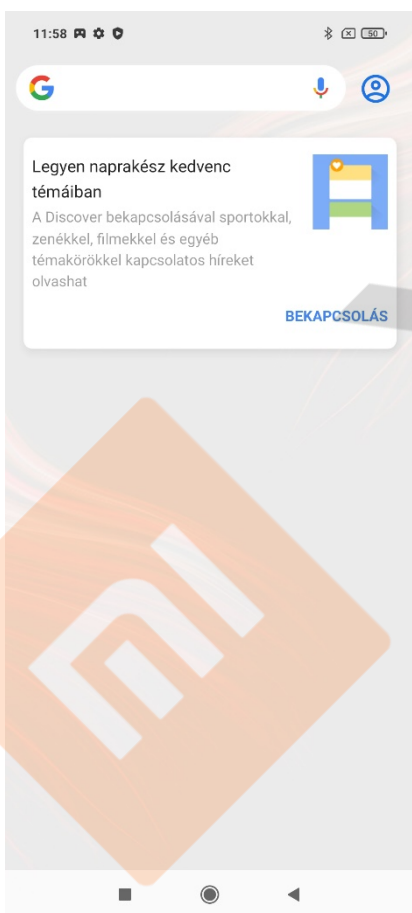 11:58
50
Legyen naprakész kedvenc
témáiban
A Discover bekapcsolásával sportokkal,
zenékkel, filmekkel és egyéb
témakörökkel kapcsolatos híreket
olvashat
BEKAPCSOLÁS